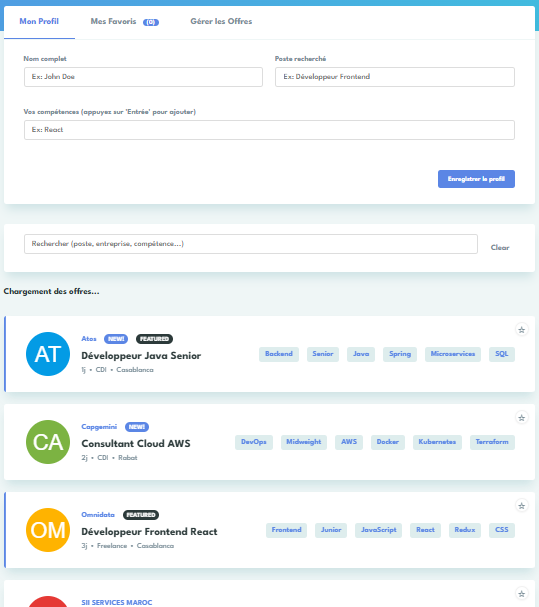 Mon Profil Mes Favoris (0) Gérer les Offres
Nom complet Poste recherché
Ex: John Doe Ex: Développeur Frontend
Vos compétences (appuyez sur 'Entrée' pour ajouter)
Ex: React
Enregistrer le profil
Rechercher (poste, entreprise, compétence...) Clear
Chargement des offres...
AT
Atos NEW! FEATURED
Développeur Java Senior
1j • CDI • Casablanca
Backend Senior Java Spring Microservices SQL
CA
Capgemini NEW!
Consultant Cloud AWS
2j • CDI • Rabat
DevOps Midweight AWS Docker Kubernetes Terraform
OM
Omnidata FEATURED
Développeur Frontend React
3j • Freelance • Casablanca
Frontend Junior JavaScript React Redux CSS
SII SERVICES MAROC